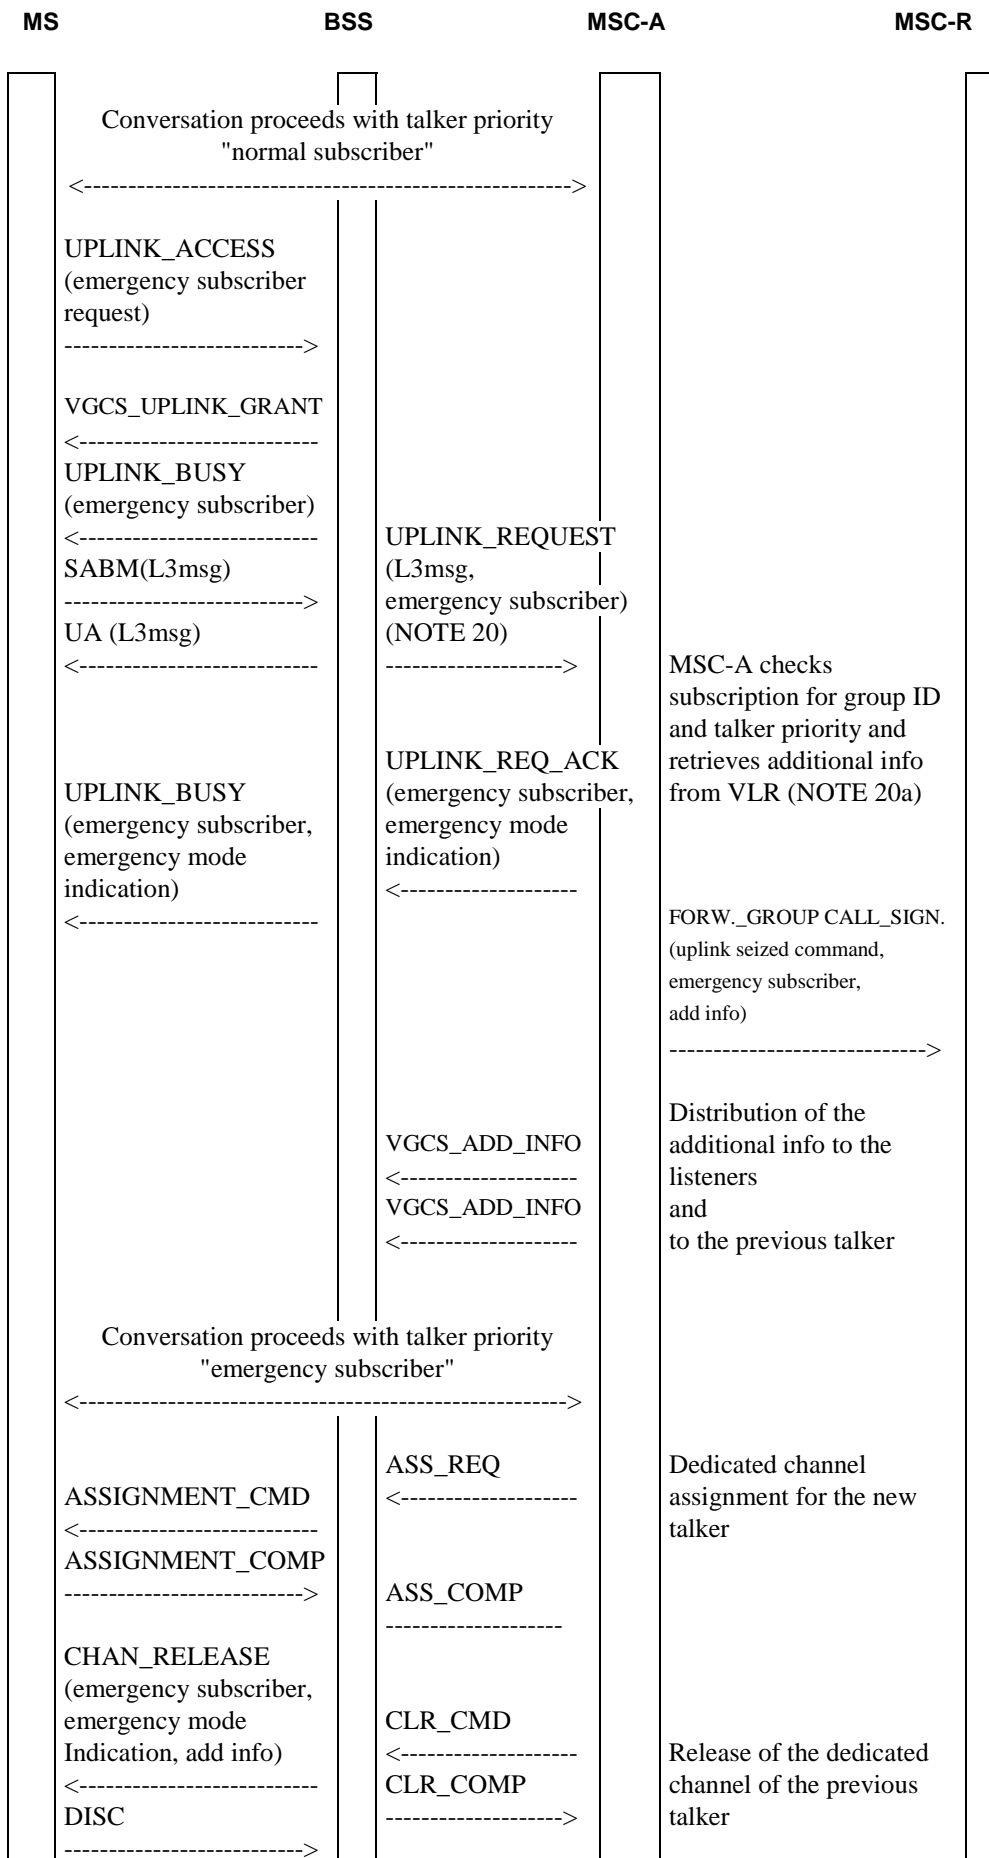 MS BSS MSC-A MSC-R
Conversation proceeds with talker priority
"normal subscriber"
<------------------------------------------------------->
UPLINK_ACCESS
(emergency subscriber
request)
--------------------------->
VGCS_UPLINK_GRANT
<---------------------------
UPLINK_BUSY
(emergency subscriber)
<---------------------------
SABM(L3msg)
--------------------------->
UA (L3msg)
<---------------------------
UPLINK_REQUEST
(L3msg,
emergency subscriber)
(NOTE 20)
-------------------->
MSC-A checks
subscription for group ID
and talker priority and
retrieves additional info
from VLR (NOTE 20a)
UPLINK_REQ_ACK
(emergency subscriber,
emergency mode
indication)
<--------------------
UPLINK_BUSY
(emergency subscriber,
emergency mode
indication)
<---------------------------
FORW._GROUP CALL_SIGN.
(uplink seized command,
emergency subscriber,
add info)
----------------------------->
VGCS_ADD_INFO
<--------------------
VGCS_ADD_INFO
<--------------------
Distribution of the
additional info to the
listeners
and
to the previous talker
Conversation proceeds with talker priority
"emergency subscriber"
<------------------------------------------------------->
ASS_REQ
<--------------------
Dedicated channel
assignment for the new
talker
ASSIGNMENT_CMD
<---------------------------
ASSIGNMENT_COMP
--------------------------->
ASS_COMP
--------------------
CHAN_RELEASE
(emergency subscriber,
emergency mode
Indication, add info)
<---------------------------
DISC
--------------------------->
CLR_CMD
<--------------------
CLR_COMP
-------------------->
Release of the dedicated
channel of the previous
talker